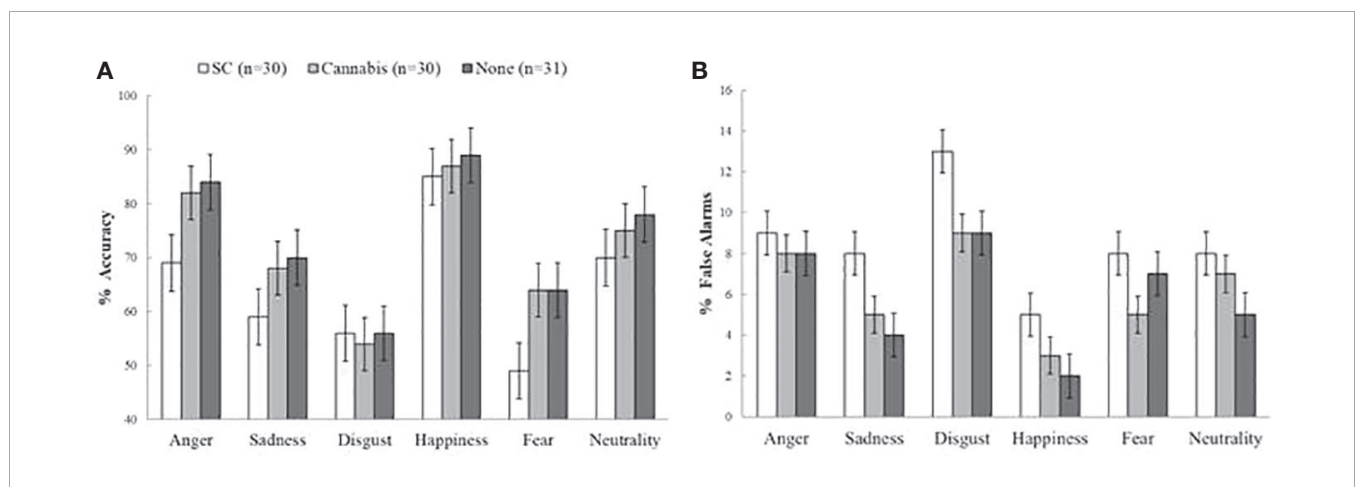 A
SC (n=30) Cannabis (n=30) None (n=31)
% Accuracy
100
90
80
70
60
50
40
Anger Sadness Disgust Happiness Fear Neutrality
B
% False Alarms
16
14
12
10
8
6
4
2
0
Anger Sadness Disgust Happiness Fear Neutrality